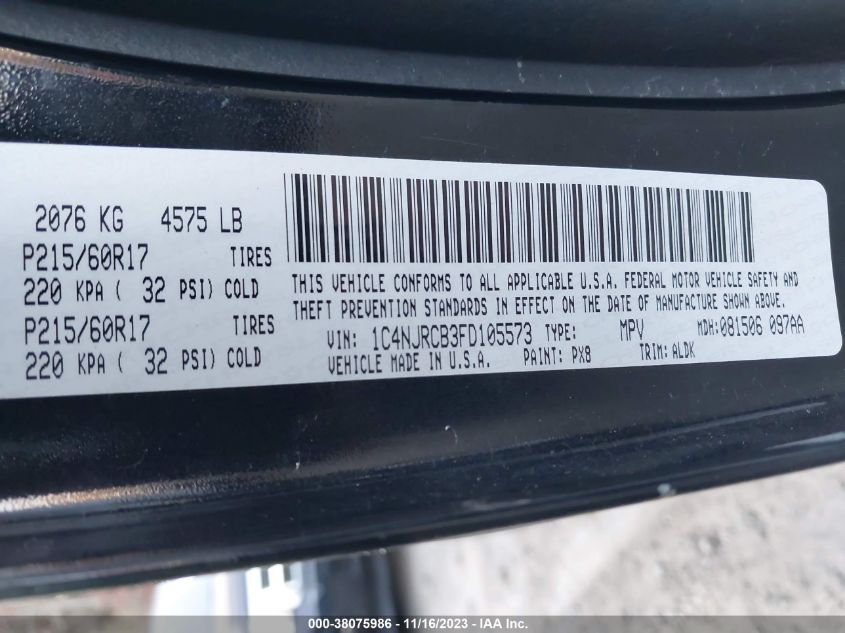 2076 KG 4575 LB
P215/60R17 TIRES
220 KPA ( 32 PSI) COLD
P215/60R17 TIRES
220 KPA ( 32 PSI) COLD
THIS VEHICLE CONFORMS TO ALL APPLICABLE U.S.A. FEDERAL MOTOR VEHICLE SAFETY AND
THEFT PREVENTION STANDARDS IN EFFECT ON THE DATE OF MANUFACTURE SHOWN ABOVE.
VIN: 1C4NJRCB3FD105573 TYPE: MPV MDH:081506 097AA
VEHICLE MADE IN U.S.A. PAINT: PX8 TRIM: ALDK
000-38075986 - 11/16/2023 - IAA Inc.